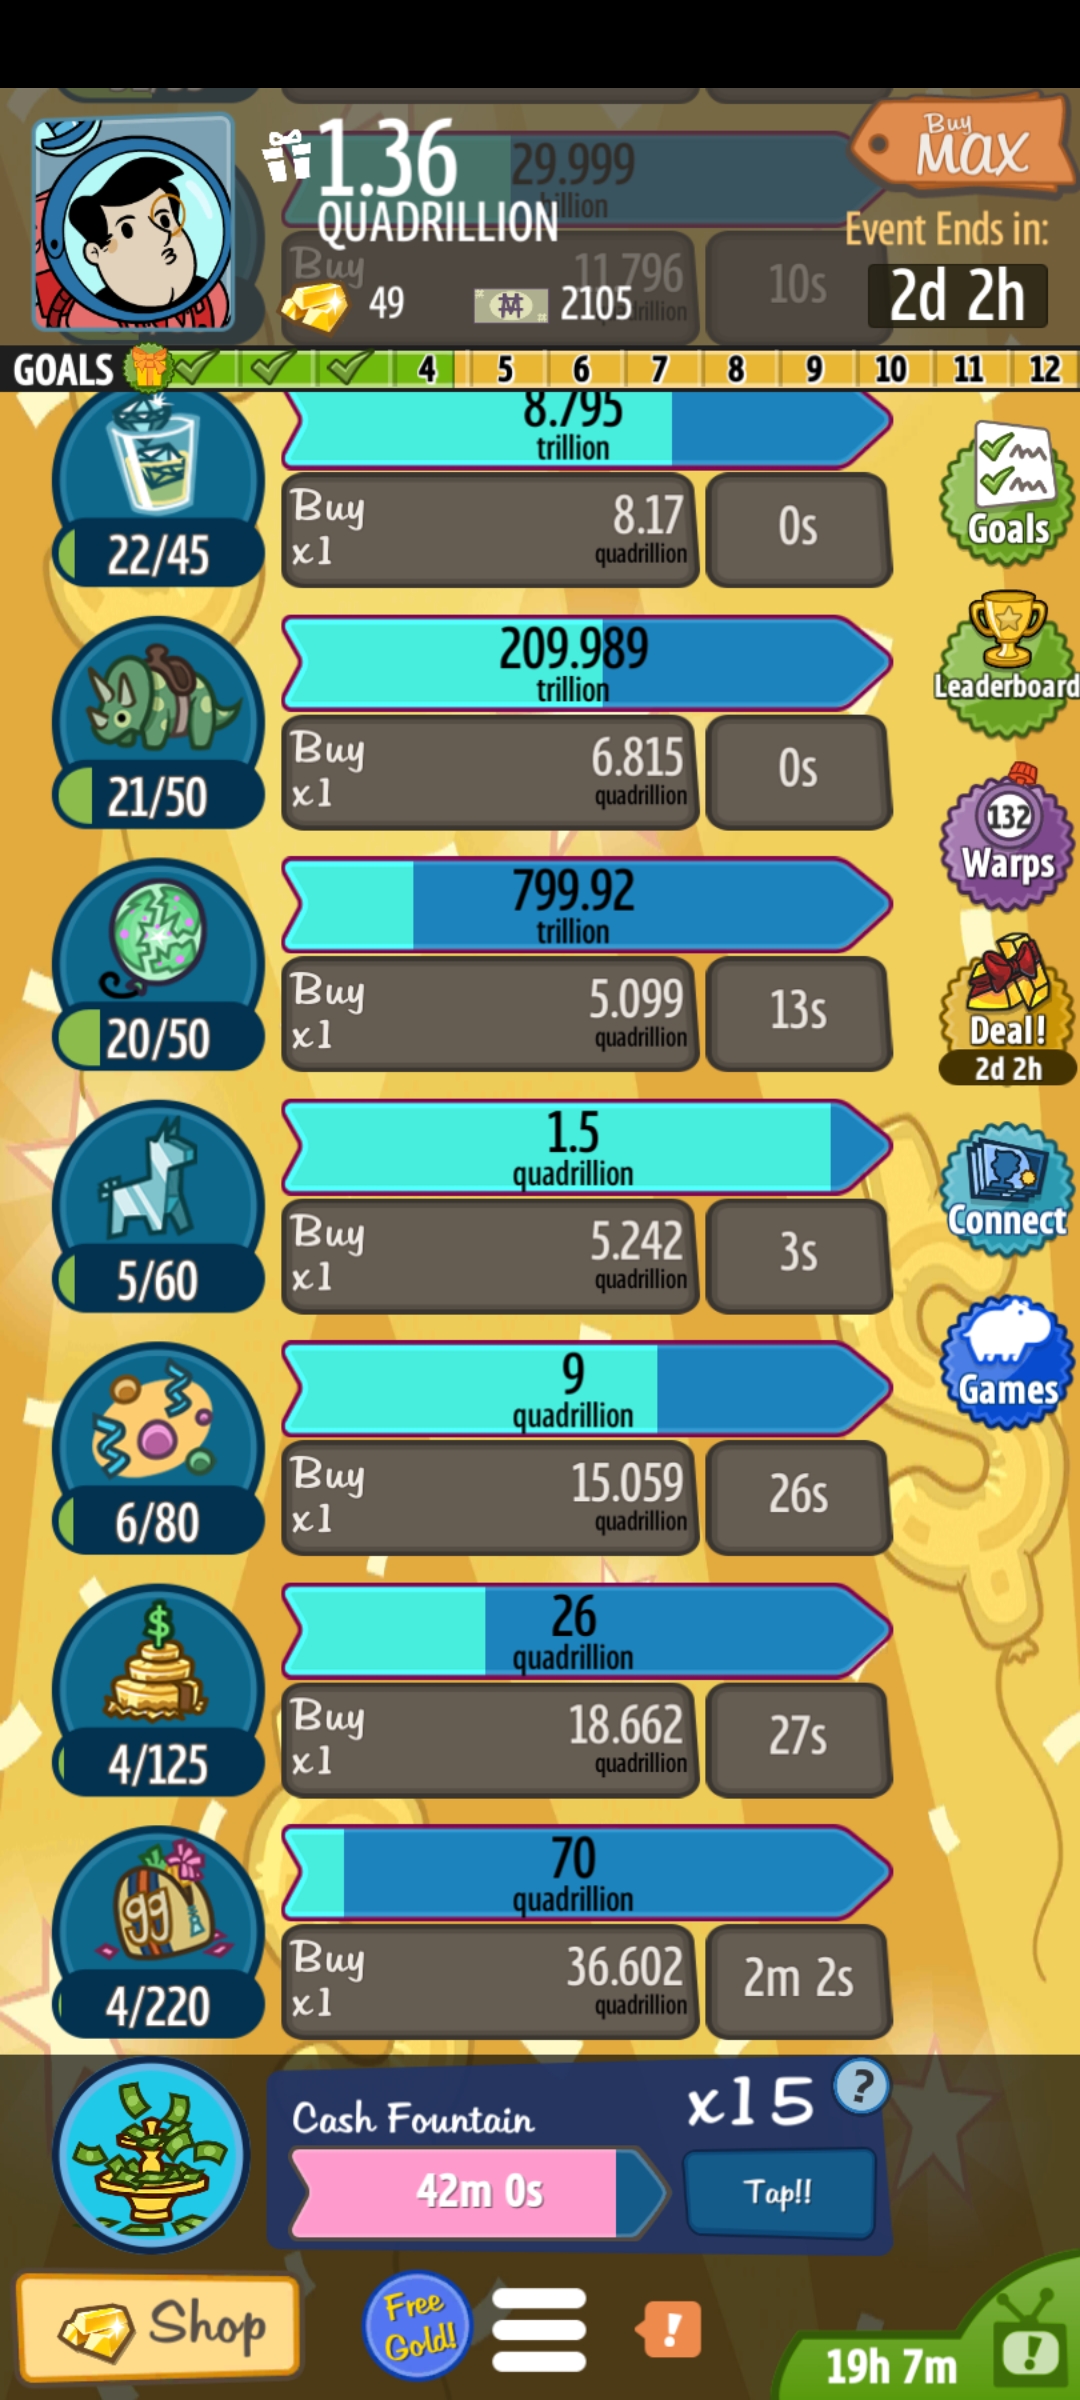 1.36
QUADRILLION
29.999
Buy
MAX
Event Ends in:
2d 2h
Buy
11.796
10s
49
2105
GOALS
4 5 6 7 8 9 10 11 12
8.795
trillion
Buy
x1
8.17
quadrillion
0s
22/45
Goals
209.989
trillion
Buy
x1
6.815
quadrillion
0s
21/50
Leaderboard
799.92
trillion
Buy
x1
5.099
quadrillion
13s
20/50
132
Warps
Deal!
2d 2h
1.5
quadrillion
Buy
x1
5.242
quadrillion
3s
5/60
Connect
9
quadrillion
Buy
x1
15.059
quadrillion
26s
6/80
Games
$
26
quadrillion
Buy
x1
18.662
quadrillion
27s
4/125
99
70
quadrillion
Buy
x1
36.602
quadrillion
2m 2s
4/220
Cash Fountain
x15
?
42m 0s
Tap!!
Shop
Free
Gold!
!
19h 7m
!